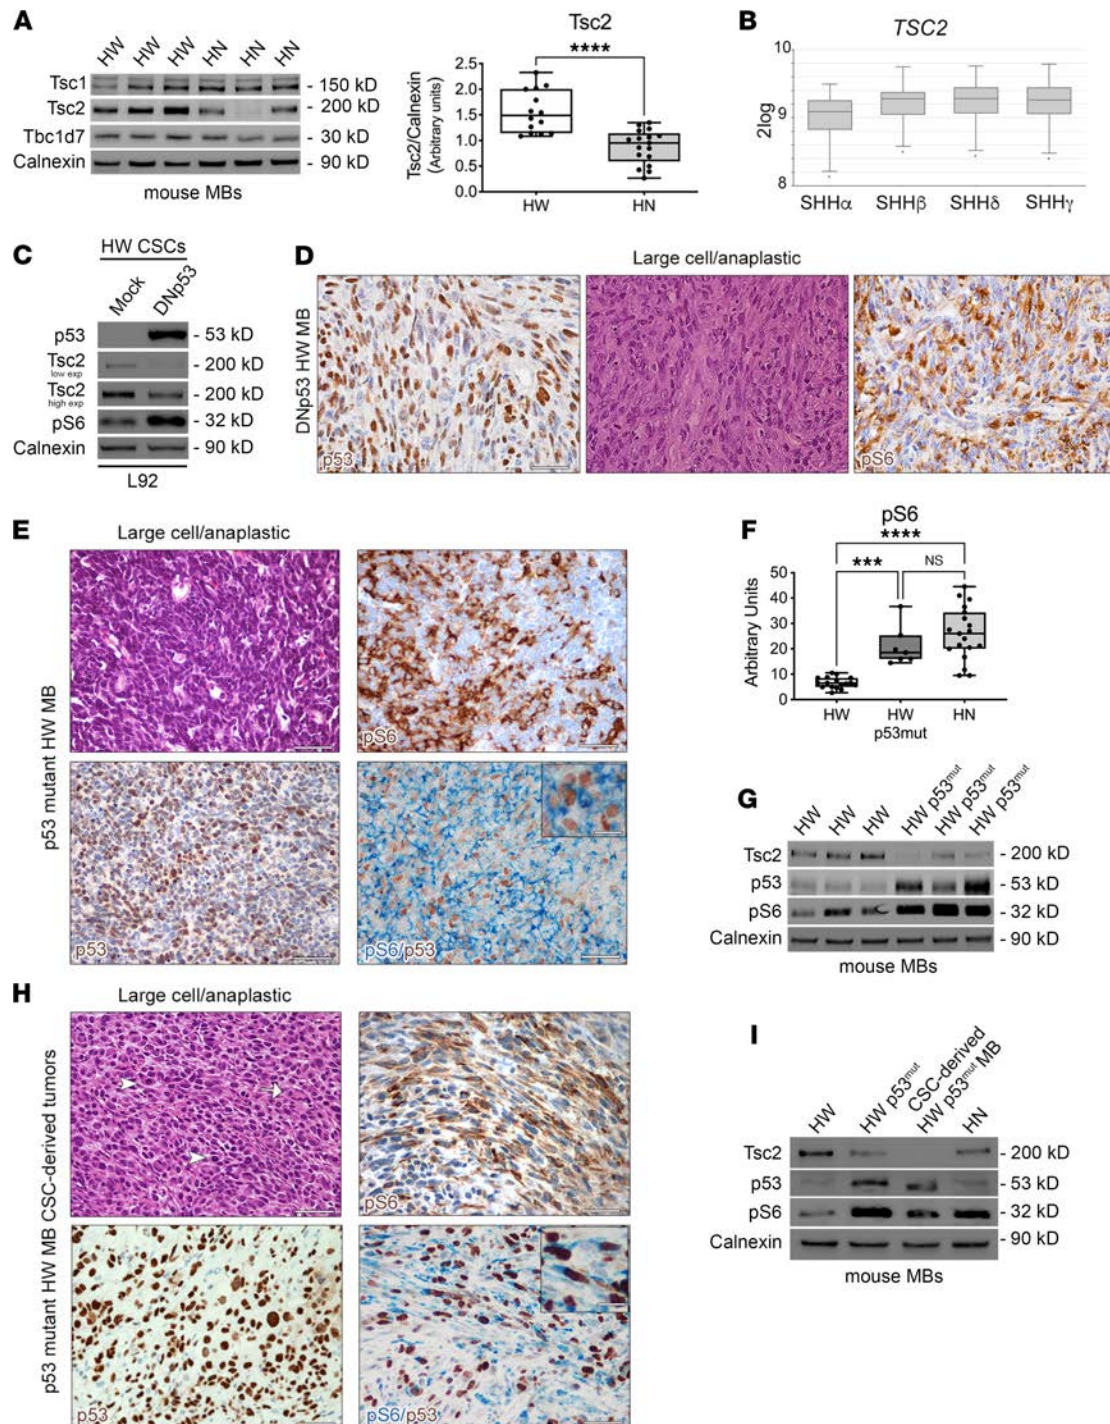 A
HW HW HW HN HN HN
Tsc1 - 150 kD
Tsc2 - 200 kD
Tbc1d7 - 30 kD
Calnexin - 90 kD
mouse MBs
Tsc2
****
Tsc2/Calnexin
(Arbitrary units)
2.5
2.0
1.5
1.0
0.5
0.0
HW HN
B
TSC2
2log
10
9
8
SHHα SHHβ SHHδ SHHγ
C
HW CSCs
Mock DNp53
p53 - 53 kD
Tsc2 - 200 kD
low exp
Tsc2 - 200 kD
high exp
pS6 - 32 kD
Calnexin - 90 kD
L92
D
Large cell/anaplastic
DNp53 HW MB
p53
pS6
E
Large cell/anaplastic
p53 mutant HW MB
pS6
p53
pS6/p53
F
pS6
****
*** NS
Arbitrary Units
50
40
30
20
10
0
HW HW HN
p53mut
G
HW HW HW HW p53mut HW p53mut HW p53mut
Tsc2 - 200 kD
p53 - 53 kD
pS6 - 32 kD
Calnexin - 90 kD
mouse MBs
H
Large cell/anaplastic
p53 mutant HW MB CSC-derived tumors
pS6
p53
pS6/p53
I
HW HW p53mut CSC-derived HW p53mut MB HN
Tsc2 - 200 kD
p53 - 53 kD
pS6 - 32 kD
Calnexin - 90 kD
mouse MBs